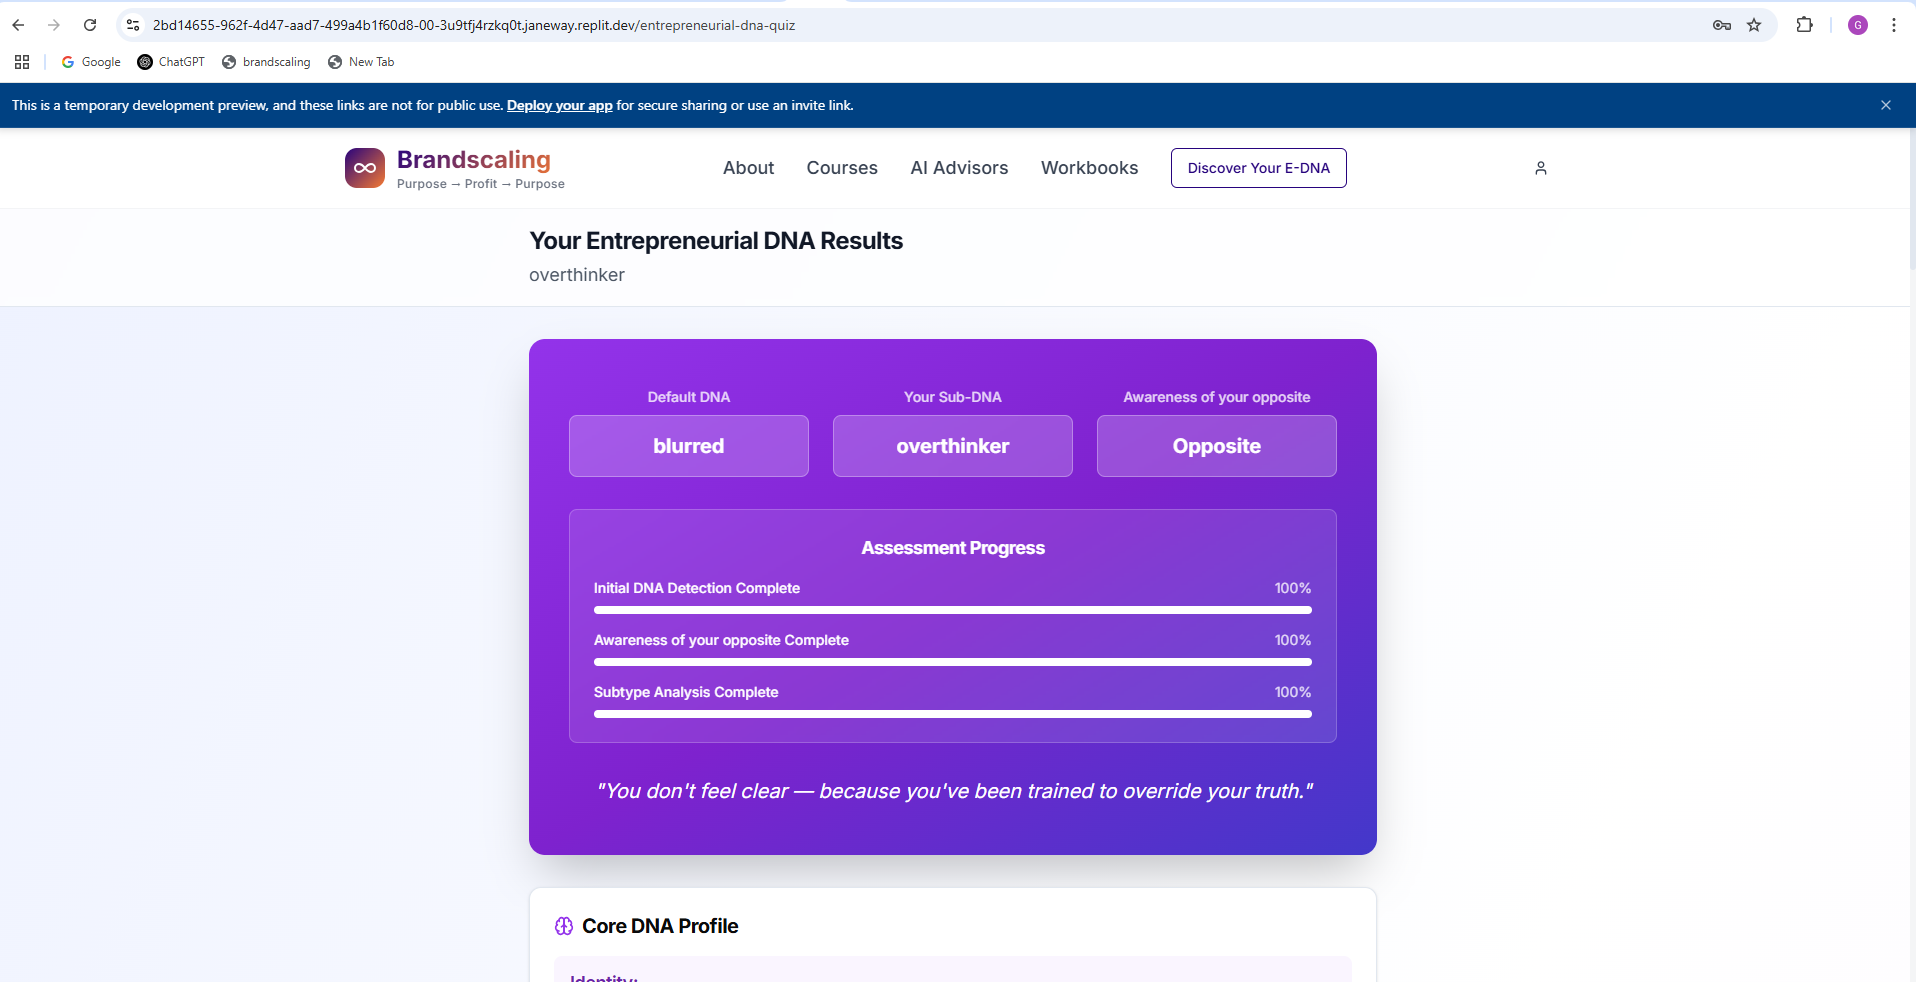 2bd14655-962f-4d47-aad7-499a4b1f60d8-00-3u9tfj4rzkq0t.janeway.replit.dev/entrepreneurial-dna-quiz
G
Google ChatGPT brandscaling New Tab
This is a temporary development preview, and these links are not for public use. Deploy your app for secure sharing or use an invite link.
Brandscaling
Purpose → Profit → Purpose
About Courses AI Advisors Workbooks Discover Your E-DNA
Your Entrepreneurial DNA Results
overthinker
Default DNA Your Sub-DNA Awareness of your opposite
blurred overthinker Opposite
Assessment Progress
Initial DNA Detection Complete 100%
Awareness of your opposite Complete 100%
Subtype Analysis Complete 100%
"You don't feel clear — because you've been trained to override your truth."
Core DNA Profile
Identity: